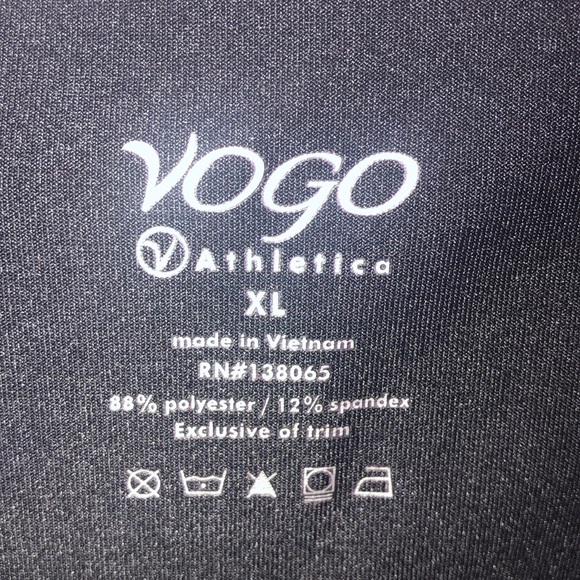 VOGO
V Athletica
XL
made in Vietnam
RN#138065
88% polyester / 12% spandex
Exclusive of trim